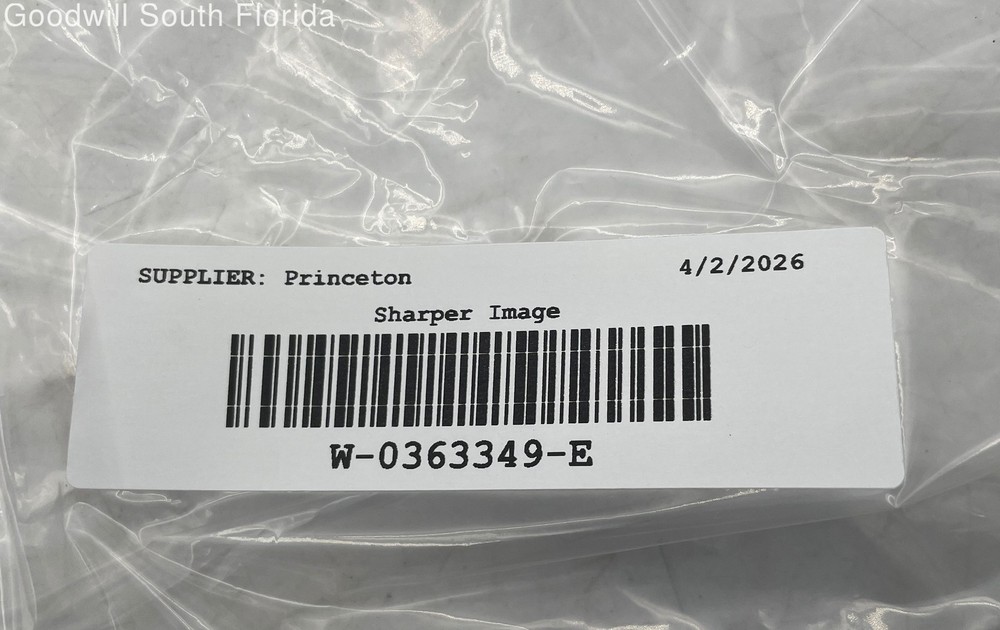 Goodwill South Florida
SUPPLIER: Princeton
4/2/2026
Sharper Image
W-0363349-E